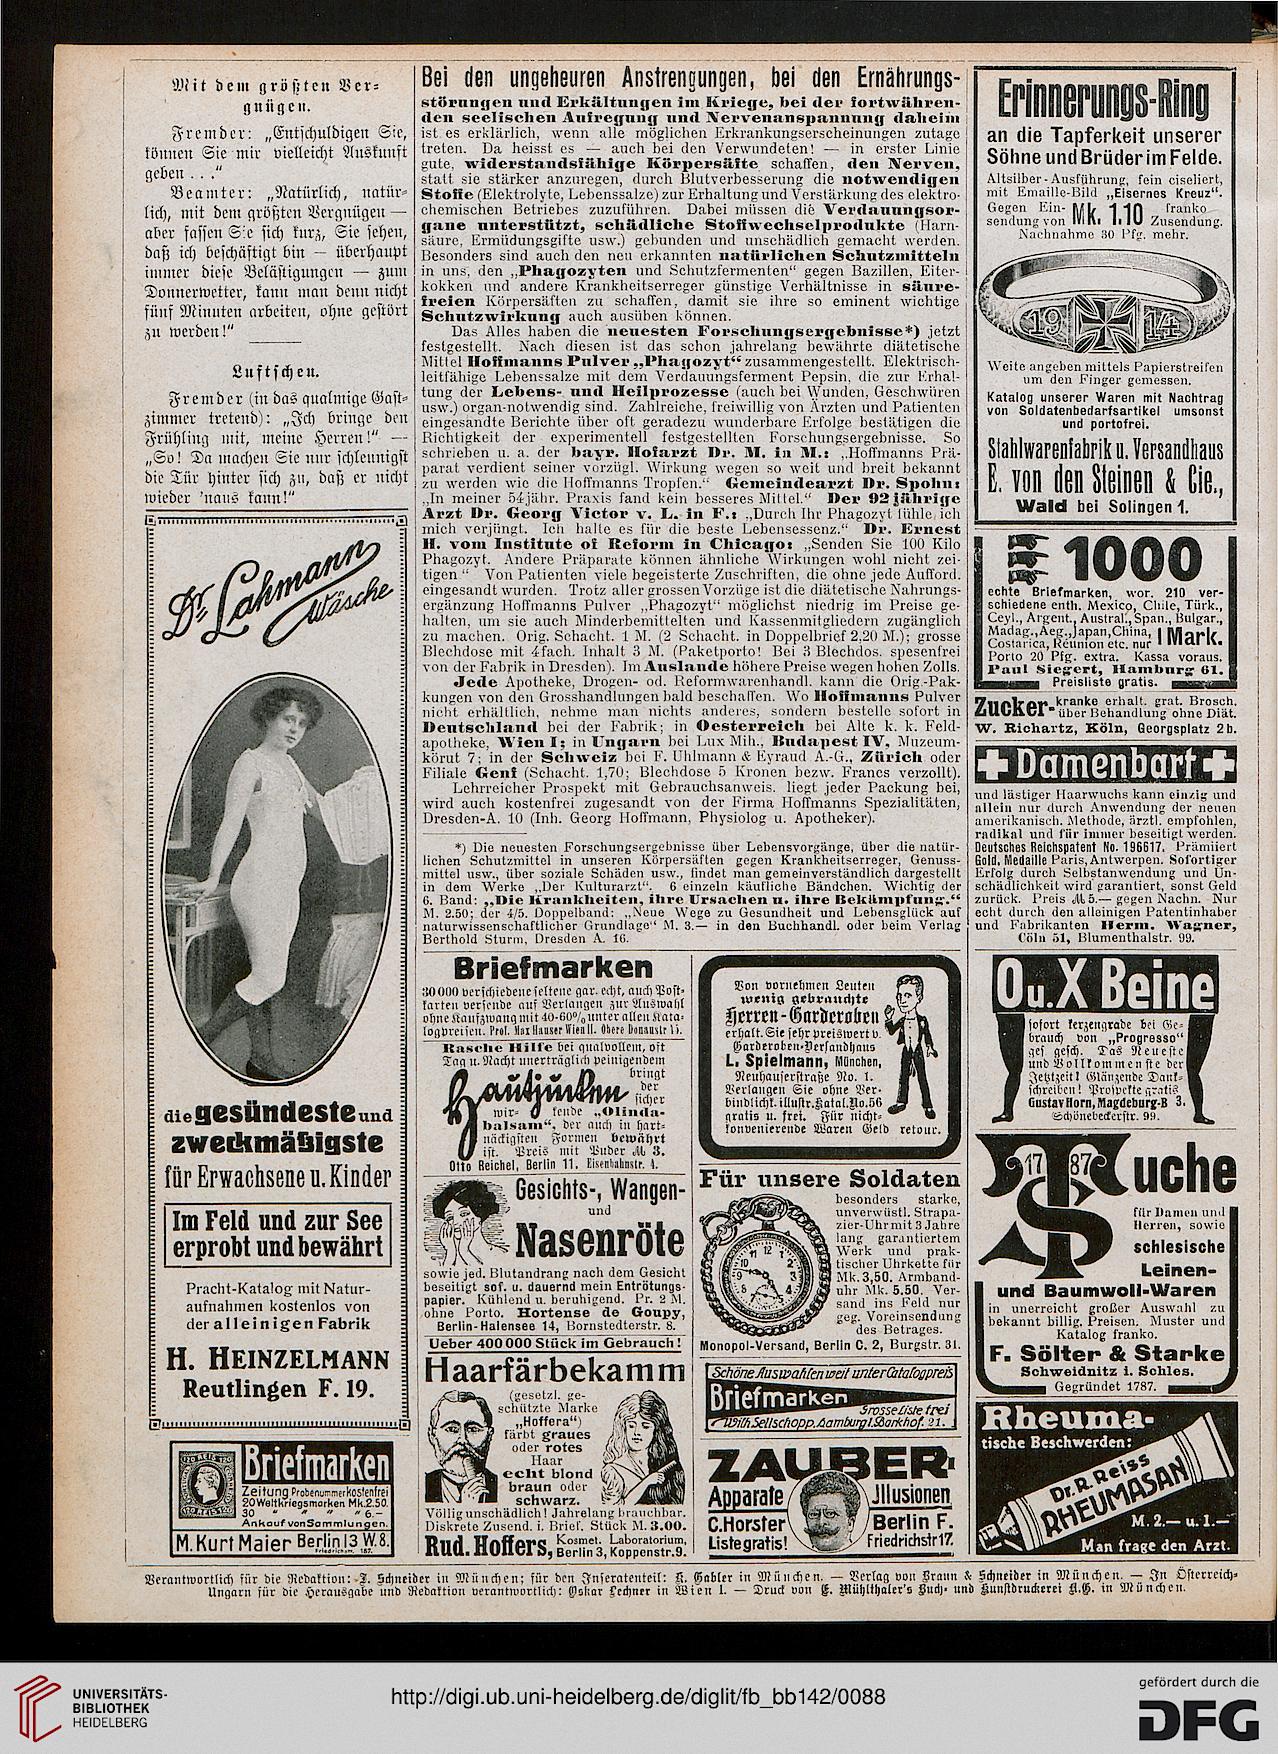 Mit dem größten Ver-
gnügen.
Fremder: „Entschuldigen Sie,
können Sie mir vielleicht Auskunft
geben . . .“
Beamter: „Natürlich, natür-
lich, mit dem größten Vergnügen —
aber fassen Sie sich kurz, Sie sehen,
daß ich beschäftigt bin — überhaupt
immer diese Belästigungen — zum
Donnerwetter, kann man denn nicht
fünf Minuten arbeiten, ohne gestört
zu werden!“
Luftschen.
Fremder (in das qualmige Gast-
zimmer tretend): „Ich bringe den
Frühling mit, meine Herren!“ —
„So! Da machen Sie nur schleunigst
die Tür hinter sich zu, daß er nicht
wieder 'naus kann!“
Dr. Lahmann
Wäsche
die gesündeste und
zweckmäßigste
für Erwachsene u. Kinder
Im Feld und zur See
erprobt und bewährt
Pracht-Katalog mit Natur-
aufnahmen kostenlos von
der alleinigen Fabrik
H. HEINZELMANN
Reutlingen F. 19.
Briefmarken
Zeitung Probenummer kostenfrei
20 Weltkriegsmarken Mk. 2.50.
30 " " " 6.–
Ankauf von Sammlungen.
M. Kurt Maier Berlin 13 W. 8.
Friedrichstr. 167.
Bei den ungeheuren Anstrengungen, bei den Ernährungs-
störungen und Erkältungen im Kriege, bei der fortwähren-
den seelischen Aufregung und Nervenanspannung daheim
ist es erklärlich, wenn alle möglichen Erkrankungserscheinungen zutage
treten. Da heisst es — auch bei den Verwundeten! — in erster Linie
gute, widerstandsfähige Körpersäfte schaffen, den Nerven,
statt sie stärker anzuregen, durch Blutverbesserung die notwendigen
Stoffe (Elektrolyte, Lebenssalze) zur Erhaltung und Verstärkung des elektro-
chemischen Betriebes zuzuführen. Dabei müssen die Verdauungsor-
gane unterstützt, schädliche Stoffwechselprodukte (Harn-
säure, Ermüdungsgifte usw.) gebunden und unschädlich gemacht werden.
Besonders sind auch den neu erkannten natürlichen Schutzmitteln
in uns, den „Phagozyten und Schutzfermenten“ gegen Bazillen, Eiter-
kokken und andere Krankheitserreger günstige Verhältnisse in säure-
freien Körpersäften zu schaffen, damit sie ihre so eminent wichtige
Schutzwirkung auch ausüben können.
Das Alles haben die neuesten Forschungsergebnisse*) jetzt
festgestellt. Nach diesen ist das schon jahrelang bewährte diätetische
Mittel Hoffmanns Pulver „Phagozyt“ zusammengestellt. Elektrisch-
leitfähige Lebenssalze mit dem Verdauungsferment Pepsin, die zur Erhal-
tung der Lebens- und Heilprozesse (auch bei Wunden, Geschwüren
usw.) organ-notwendig sind. Zahlreiche, freiwillig von Ärzten und Patienten
eingesandte Berichte über oft geradezu wunderbare Erfolge bestätigen die
Richtigkeit der experimentell festgestellten Forschungsergebnisse. So
schrieben u. a. der bayr. Hofarzt Dr. M. in M.: „Hoffmanns Prä-
parat verdient seiner vorzügl. Wirkung wegen so weit und breit bekannt
zu werden wie die Hoffmanns Tropfen.“ Gemeindearzt Dr. Spohn:
„In meiner 54jähr. Praxis fand kein besseres Mittel.“ Der 92jährige
Arzt Dr. Georg Victor v. L. in F.: „Durch Ihr Phagozyt fühle ich
mich verjüngt. Ich halte es für die beste Lebensessenz.“ Dr. Ernest
H. vom Institute of Reform in Chicago: „Senden Sie 100 Kilo
Phagozyt. Andere Präparate können ähnliche Wirkungen wohl nicht zei-
tigen“ Von Patienten viele begeisterte Zuschriften, die ohne jede Aufford.
eingesandt wurden. Trotz aller grossen Vorzüge ist die diätetische Nahrungs-
ergänzung Hoffmanns Pulver „Phagozyt“ möglichst niedrig im Preise ge-
halten, um sie auch Minderbemittelten und Kassenmitgliedern zugänglich
zu machen. Orig. Schacht. 1 M. (2 Schacht. in Doppelbrief 2,20 M.); grosse
Blechdose mit 4fach. Inhalt 3 M. (Paketporto! Bei 3 Blechdos. spesenfrei
von der Fabrik in Dresden). Im Auslande höhere Preise wegen hohen Zolls.
Jede Apotheke, Drogen- od. Reformwarenhandl. kann die Orig.-Pak-
kungen von den Grosshandlungen bald beschaffen. Wo Hoffmanns Pulver
nicht erhältlich, nehme man nichts anderes, sondern bestelle sofort in
Deutschland bei der Fabrik; in Oesterreich bei Alte k. k. Feld-
apotheke, Wien I; in Ungarn bei Lux Mih., Budapest IV, Muzeum-
körut 7; in der Schweiz bei F. Uhlmann & Eyraud A.-G., Zürich oder
Filiale Genf (Schacht. 1,70; Blechdose 5 Kronen bezw. Francs verzollt).
Lehrreicher Prospekt mit Gebrauchsanweis. liegt jeder Packung bei,
wird auch kostenfrei zugesandt von der Firma Hoffmanns Spezialitäten,
Dresden-A. 10 (Inh. Georg Hoffmann, Physiolog u. Apotheker).
*) Die neuesten Forschungsergebnisse über Lebensvorgänge, über die natür-
lichen Schutzmittel in unseren Körpersäften gegen Krankheitserreger, Genuss-
mittel usw., über soziale Schäden usw., findet man gemeinverständlich dargestellt
in dem Werke „Der Kulturarzt“. 6 einzeln käufliche Bändchen. Wichtig der
6. Band: „Die Krankheiten, ihre Ursachen u. ihre Bekämpfung.“
M. 2.50; der 4/5. Doppelband: „Neue Wege zu Gesundheit und Lebensglück auf
naturwissenschaftlicher Grundlage“ M. 3.— in den Buchhandl. oder beim Verlag
Berthold Sturm, Dresden A. 16.
Briefmarken
30 000 verschiedene seltene gar. echt, auch Post-
karten versende auf Verlangen zur Auswahl
ohne Kaufzwang mit 40-60% unter allen Kata-
logpreisen. Prof. Max Hauser Wien II. Obere Donaustr
Rasche Hilfe bei qualvollem, oft
Tag u. Nacht unerträglich peinigendem
Hautjucken
bringt
der
sicher
wir- kende „Olinda-
balsam“, der auch in hart-
näckigsten Formen bewährt
ist. Preis mit Puder M 3.
Otto Reichel, Berlin 11, Eisenbahnstr. 4.
Gesichts-, Wangen-
und
Nasenröte
sowie jed. Blutandrang nach dem Gesicht
beseitigt sof. u. dauernd mein Entrötungs-
papier. Kühlend u. beruhigend. Pr. 2 M.
ohne Porto. Hortense de Goupy,
Berlin-Halensee 14, Bornstedterstr. 8.
Ueber 400 000 Stück im Gebrauch!
Haarfärbekamm
(gesetzl. ge-
schützte Marke
„Hoffera“)
färbt graues
oder rotes
Haar
echt blond
braun oder
schwarz.
Völlig unschädlich! Jahrelang brauchbar.
Diskrete Zusend. i. Brief. Stück M. 3.00.
Rud. Hoffers, Kosmet. Laboratorium,
Berlin 3, Koppenstr. 9.
Von vornehmen Leuten
wenig gebrauchte
Herren-Garderoben
erhalt. Sie sehr preiswert v.
Garderoben-Versandhaus
L. Spielmann, München,
Neuhauserstraße No. 1.
Verlangen Sie ohne Ver-
bindlichk. illustr. Katal. No. 56
gratis u. frei. Für nicht-
konvenierende Waren Geld retour.
Für unsere Soldaten
besonders starke,
unverwüstl. Strapa-
zier-Uhr mit 3 Jahre
lang garantiertem
Werk und prak-
tischer Uhrkette für
Mk. 3,50. Armband-
uhr Mk. 5.50. Ver-
sand ins Feld nur
geg. Voreinsendung
des Betrages.
Monopol-Versand, Berlin C. 2, Burgstr. 31.
Schöne Auswahlen weit unter Catalogpreis
Briefmarken
Grosse Liste frei
Wilh. Sellschopp, Hamburg 1. Barkhof. 21.
ZAUBER-
Apparate Jllusionen
C. Horster Berlin F.
Liste gratis! Friedrichstr 17.
Erinnerungs-Ring
an die Tapferkeit unserer
Söhne und Brüder im Felde.
Altsilber-Ausführung, fein ciseliert,
mit Emaille-Bild „Eisernes Kreuz“.
Gegen Ein-
sendung von Mk. 1.10 franko
Zusendung.
Nachnahme 30 Pfg. mehr.
19 14
Weite angeben mittels Papierstreifen
um den Finger gemessen.
Katalog unserer Waren mit Nachtrag
von Soldatenbedarfsartikel umsonst
und portofrei.
Stahlwarenfabrik u. Versandhaus
E. von den Steinen & Cie.,
Wald bei Solingen 1.
1000
echte Briefmarken, wor. 210 ver-
schiedene enth. Mexico, Chile, Türk.,
Ceyl., Argent., Austral., Span., Bulgar.,
Madag., Aeg., Japan, China,
Costarica, Réunion etc. nur 1 Mark.
Porto 20 Pfg. extra. Kassa voraus.
Paul Siegert, Hamburg 61.
Preisliste gratis.
Zucker- kranke erhalt. grat. Brosch.
über Behandlung ohne Diät.
W. Richartz, Köln, Georgsplatz 2b.
Damenbart
und lästiger Haarwuchs kann einzig und
allein nur durch Anwendung der neuen
amerikanisch. Methode, ärztl. empfohlen,
radikal und für immer beseitigt werden.
Deutsches Reichspatent No. 196617. Prämiiert
Gold. Medaille Paris, Antwerpen. Sofortiger
Erfolg durch Selbstanwendung und Un-
schädlichkeit wird garantiert, sonst Geld
zurück. Preis M 5.— gegen Nachn. Nur
echt durch den alleinigen Patentinhaber
und Fabrikanten Herm. Wagner,
Cöln 51, Blumenthalstr. 99.
O u. X Beine
sofort kerzengrade bei Ge-
brauch von „Progresso“
ges gesch. Das Neueste
und Vollkommenste der
Jetztzeit! Glänzende Dank-
schreiben! Prospekte gratis
Gustav Horn, Magdeburg-B 3.
Schönebeckerstr. 99.
17 87
Tuche
für Damen und
Herren, sowie
schlesische
Leinen-
und Baumwoll-Waren
in unerreicht großer Auswahl zu
bekannt billig. Preisen. Muster und
Katalog franko.
F. Sölter & Starke
Schweidnitz i. Schles.
Gegründet 1787.
Rheuma-
tische Beschwerden:
Dr. R. Reiss
RHEUMASAN
M. 2.— u. 1.—
Man frage den Arzt.
Verantwortlich für die Redaktion: J. Schneider in München; für den Inseratenteil: K. Gabler in München. — Verlag von Braun & Schneider in München. — In Österreich-
Ungarn für die Herausgabe und Redaktion verantwortlich: Oskar Lechner in Wien I. — Druck von E. Mühlthaler's Buch- und Kunstdruckerei A.G. in München.
UNIVERSITÄTS-
BIBLIOTHEK
HEIDELBERG
http://digi.ub.uni-heidelberg.de/diglit/fb_bb142/0088
gefördert durch die
DFG